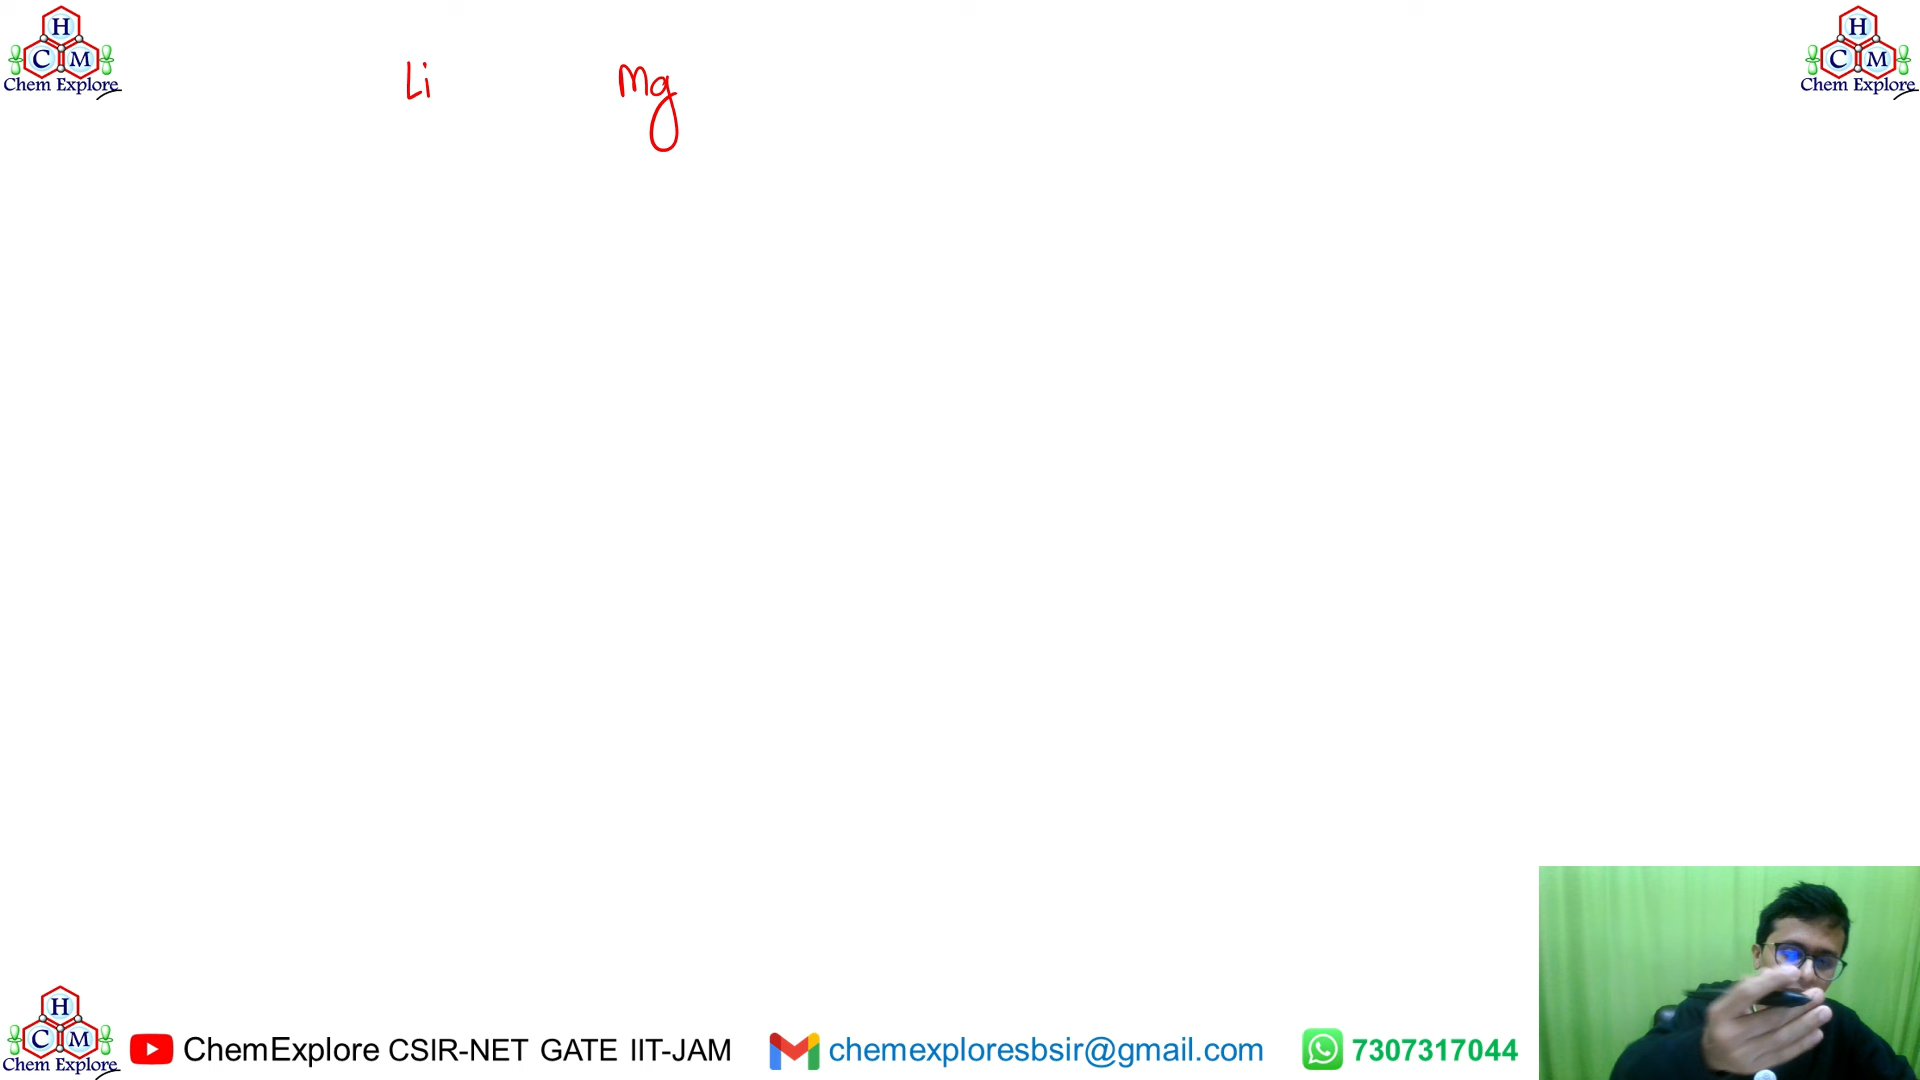 H
C M
Chem Explore
Li Mg
H
C M
Chem Explore
H
C M
Chem Explore
ChemExplore CSIR-NET GATE IIT-JAM
chemexploresbsir@gmail.com
7307317044